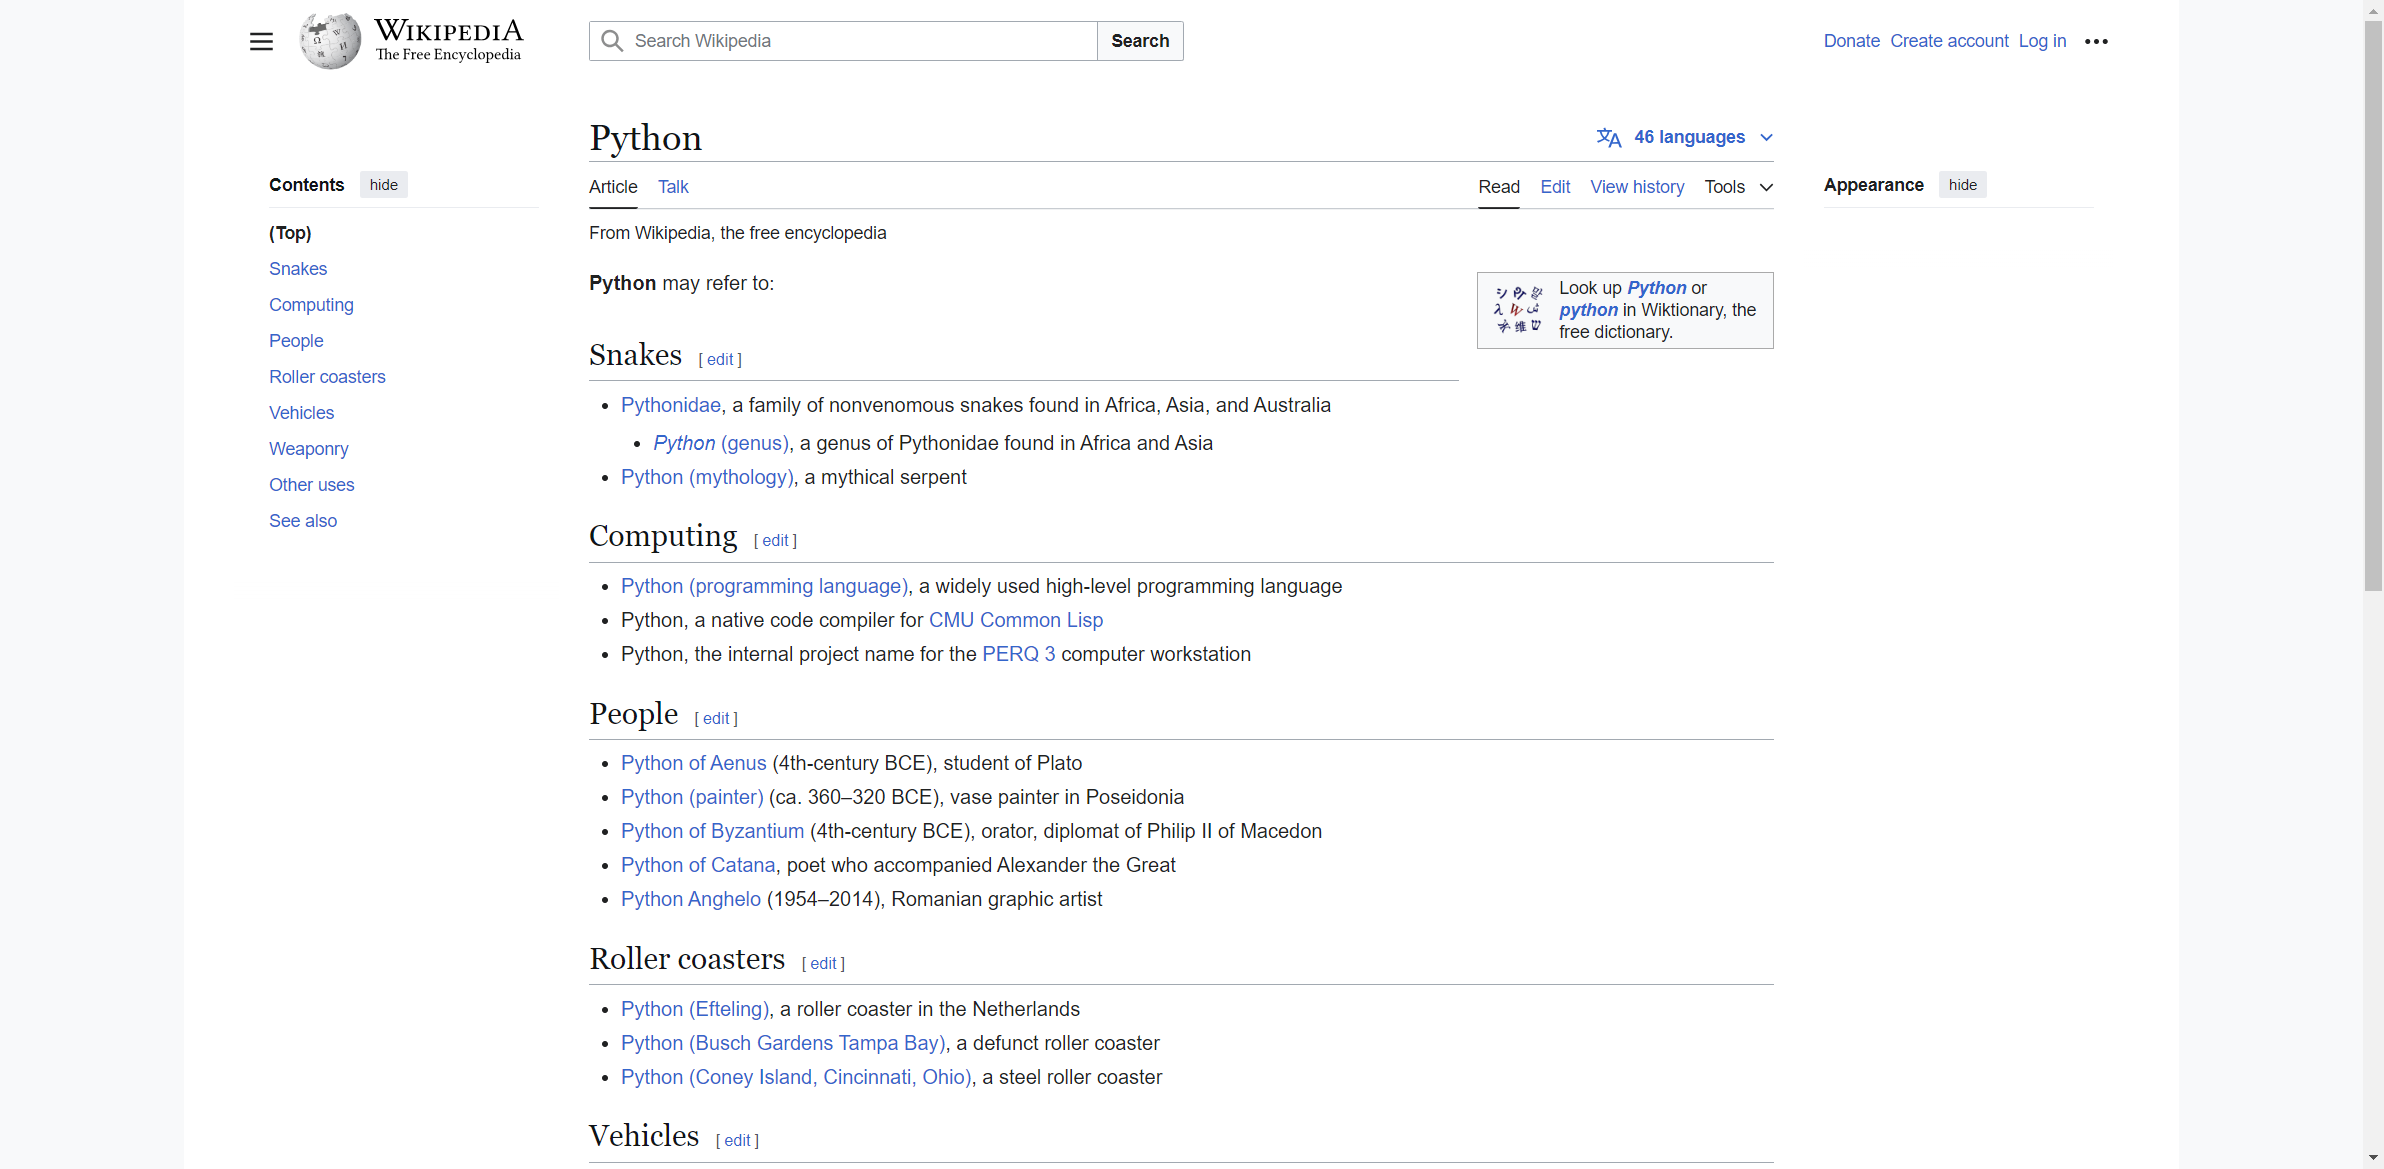 WIKIPEDIA
The Free Encyclopedia
Search Wikipedia
Search
Donate Create account Log in
Python
46 languages
Contents hide
Article Talk
Read Edit View history Tools
Appearance hide
(Top)
Snakes
Computing
People
Roller coasters
Vehicles
Weaponry
Other uses
See also
From Wikipedia, the free encyclopedia
Python may refer to:
Look up Python or
python in Wiktionary, the
free dictionary.
Snakes [ edit ]
• Pythonidae, a family of nonvenomous snakes found in Africa, Asia, and Australia
• Python (genus), a genus of Pythonidae found in Africa and Asia
• Python (mythology), a mythical serpent
Computing [ edit ]
• Python (programming language), a widely used high-level programming language
• Python, a native code compiler for CMU Common Lisp
• Python, the internal project name for the PERQ 3 computer workstation
People [ edit ]
• Python of Aenus (4th-century BCE), student of Plato
• Python (painter) (ca. 360–320 BCE), vase painter in Poseidonia
• Python of Byzantium (4th-century BCE), orator, diplomat of Philip II of Macedon
• Python of Catana, poet who accompanied Alexander the Great
• Python Anghelo (1954–2014), Romanian graphic artist
Roller coasters [ edit ]
• Python (Efteling), a roller coaster in the Netherlands
• Python (Busch Gardens Tampa Bay), a defunct roller coaster
• Python (Coney Island, Cincinnati, Ohio), a steel roller coaster
Vehicles [ edit ]